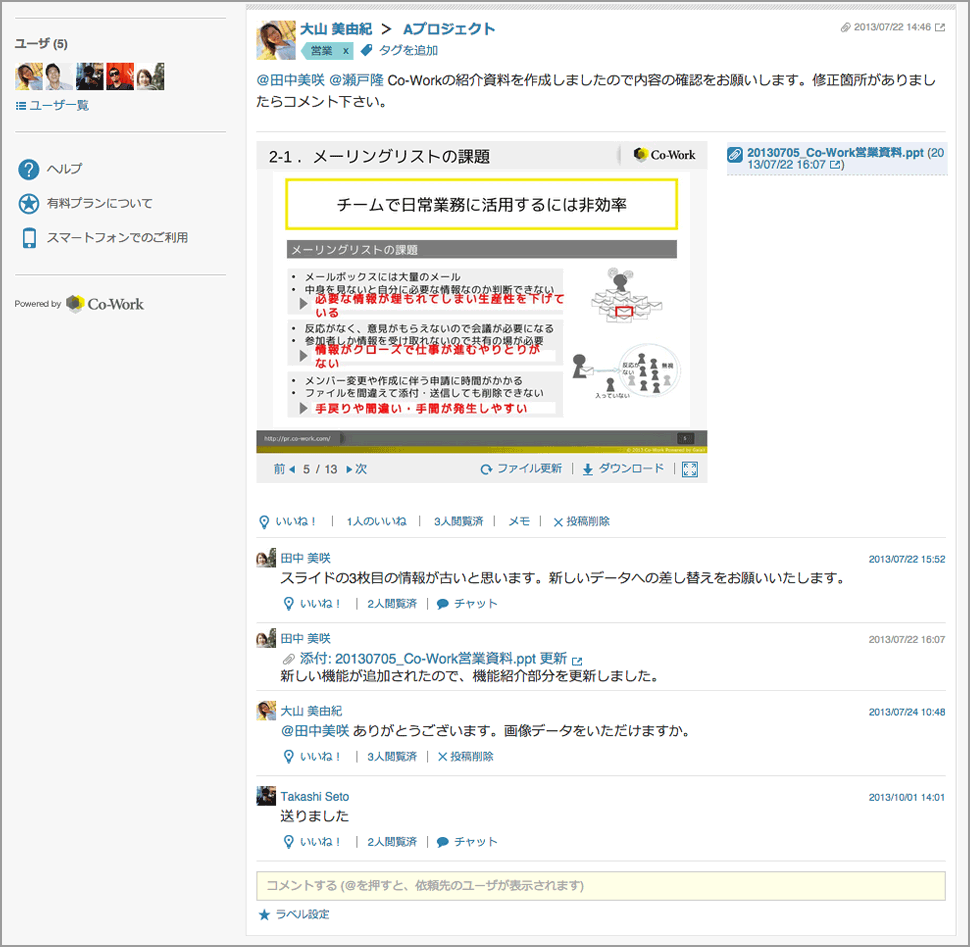 ユーザ (5)
ユーザー一覧
ヘルプ
有料プランについて
スマートフォンでのご利用
Powered by Co-Work
大山 美由紀 > Aプロジェクト
2013/07/22 14:46
営業 x タグを追加
@田中美咲 @瀬戸隆 Co-Workの紹介資料を作成しましたので内容の確認をお願いします。修正箇所がありまし
たらコメント下さい。
2-1．メーリングリストの課題
Co-Work
チームで日常業務に活用するには非効率
メーリングリストの課題
• メールボックスには大量のメール
• 中身を見ないと自分に必要な情報なのか判断できない
必要な情報が埋もれてしまい生産性を下げて
いる
• 反応がなく、意見がもらえないので会議が必要になる
• 参加者しか情報を受け取れないので共有の場が必要
情報がクローズで仕事が進むやりとりが
ない
• メンバー変更や作成に伴う申請に時間がかかる
• ファイルを間違えて添付・送信しても削除できない
手戻りや間違い・手間が発生しやすい
反応が
ない
無視
入っていない
http://pr.co-work.com/
5
20130705_Co-Work営業資料.ppt (20
13/07/22 16:07)
前 5 / 13 次
ファイル更新
ダウンロード
いいね！ | 1人のいいね | 3人閲覧済 | メモ | 投稿削除
田中 美咲
2013/07/22 15:52
スライドの3枚目の情報が古いと思います。新しいデータへの差し替えをお願いいたします。
いいね！ | 2人閲覧済 | チャット
田中 美咲
2013/07/22 16:07
添付: 20130705_Co-Work営業資料.ppt 更新
新しい機能が追加されたので、機能紹介部分を更新しました。
大山 美由紀
2013/07/24 10:48
@田中美咲 ありがとうございます。画像データをいただけますか。
いいね！ | 3人閲覧済 | 投稿削除
Takashi Seto
2013/10/01 14:01
送りました
いいね！ | 2人閲覧済 | チャット
コメントする (@を押すと、依頼先のユーザが表示されます)
ラベル設定